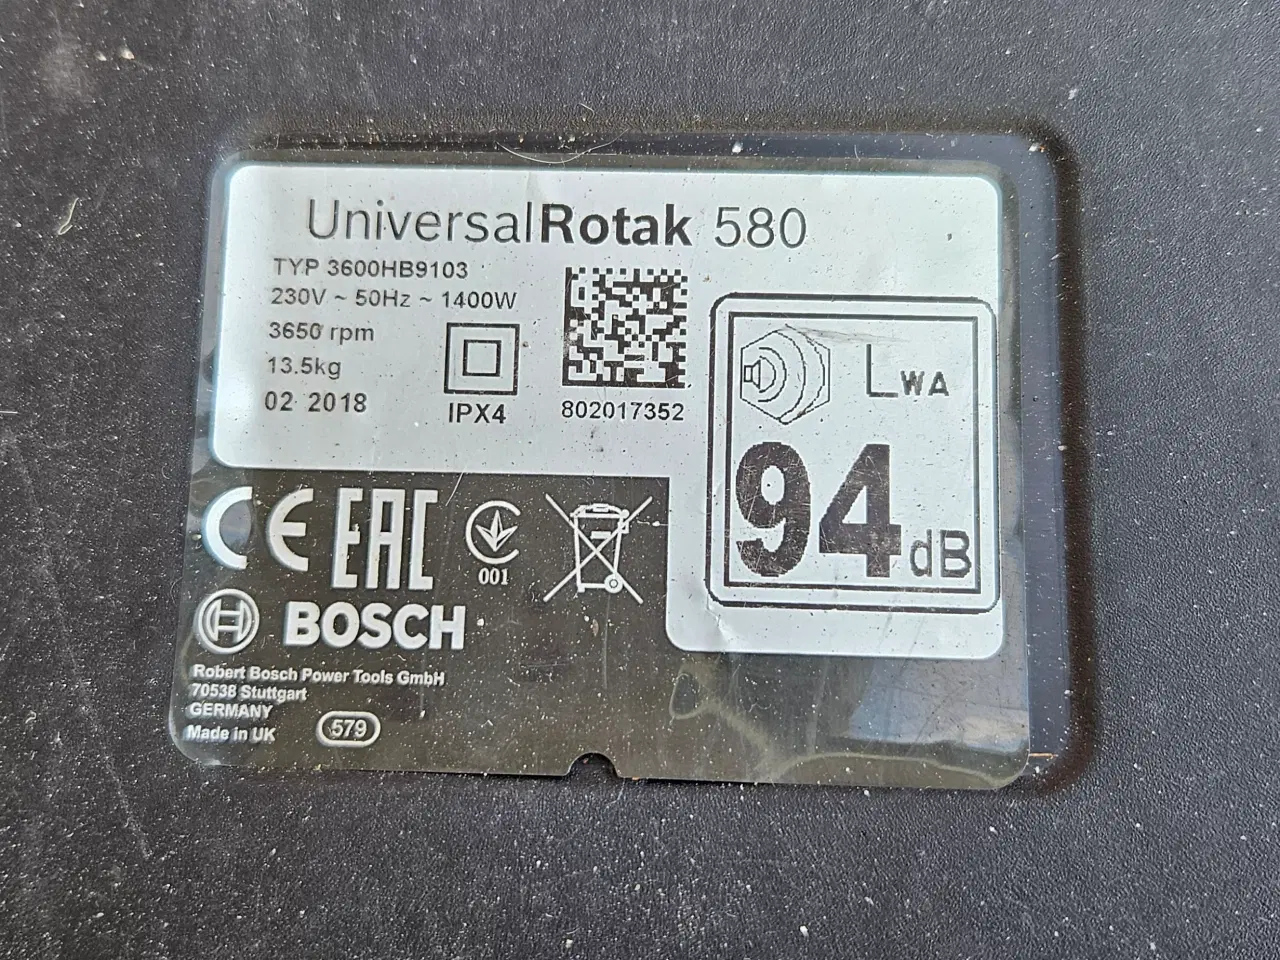 UniversalRotak 580
TYP 3600HB9103
230V ~ 50Hz ~ 1400W
3650 rpm
13.5kg
02 2018
IPX4
802017352
LWA
94 dB
CE EAC
001
BOSCH
Robert Bosch Power Tools GmbH
70538 Stuttgart
GERMANY
Made in UK
579